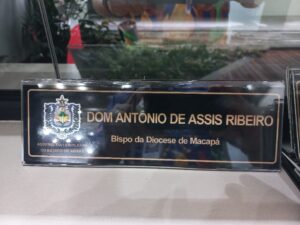 DOM ANTÔNIO DE ASSIS RIBEIRO
Bispo da Diocese de Macapá